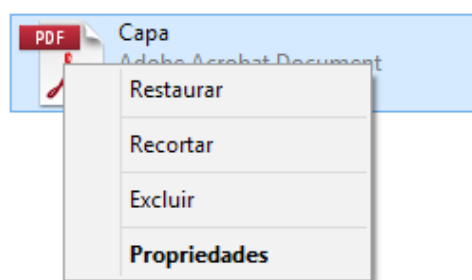 PDF
Capa
Adobe Acrobat Document
Restaurar
Recortar
Excluir
Propriedades